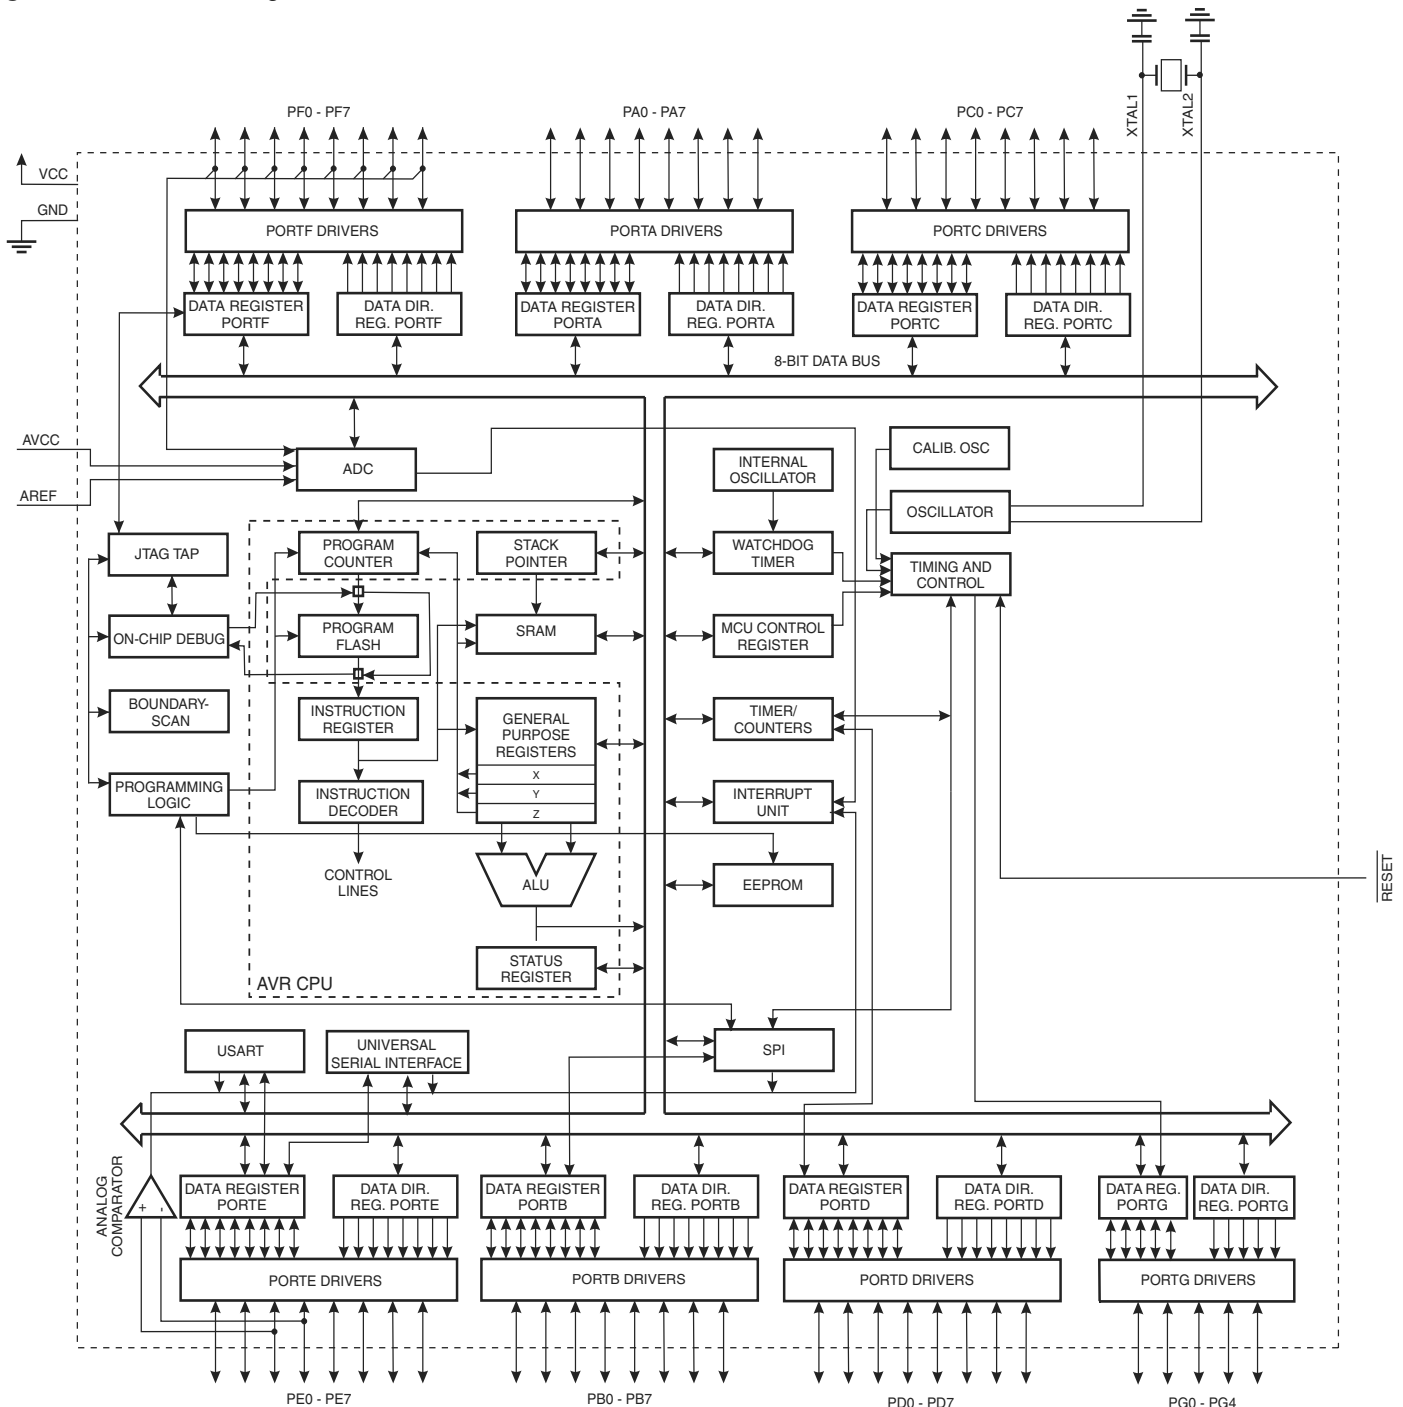 XTAL1
XTAL2
PF0 - PF7
PA0 - PA7
PC0 - PC7
VCC
GND
PORTF DRIVERS
PORTA DRIVERS
PORTC DRIVERS
DATA REGISTER
PORTF
DATA DIR.
REG. PORTF
DATA REGISTER
PORTA
DATA DIR.
REG. PORTA
DATA REGISTER
PORTC
DATA DIR.
REG. PORTC
8-BIT DATA BUS
AVCC
AREF
ADC
INTERNAL
OSCILLATOR
CALIB. OSC
OSCILLATOR
JTAG TAP
PROGRAM
COUNTER
STACK
POINTER
WATCHDOG
TIMER
TIMING AND
CONTROL
ON-CHIP DEBUG
PROGRAM
FLASH
SRAM
MCU CONTROL
REGISTER
BOUNDARY-
SCAN
INSTRUCTION
REGISTER
GENERAL
PURPOSE
REGISTERS
X
Y
Z
TIMER/
COUNTERS
PROGRAMMING
LOGIC
INSTRUCTION
DECODER
INTERRUPT
UNIT
CONTROL
LINES
ALU
EEPROM
RESET
STATUS
REGISTER
AVR CPU
USART
UNIVERSAL
SERIAL INTERFACE
SPI
ANALOG
COMPARATOR
+
-
DATA REGISTER
PORTE
DATA DIR.
REG. PORTE
DATA REGISTER
PORTB
DATA DIR.
REG. PORTB
DATA REGISTER
PORTD
DATA DIR.
REG. PORTD
DATA REG.
PORTG
DATA DIR.
REG. PORTG
PORTE DRIVERS
PORTB DRIVERS
PORTD DRIVERS
PORTG DRIVERS
PE0 - PE7
PB0 - PB7
PD0 - PD7
PG0 - PG4